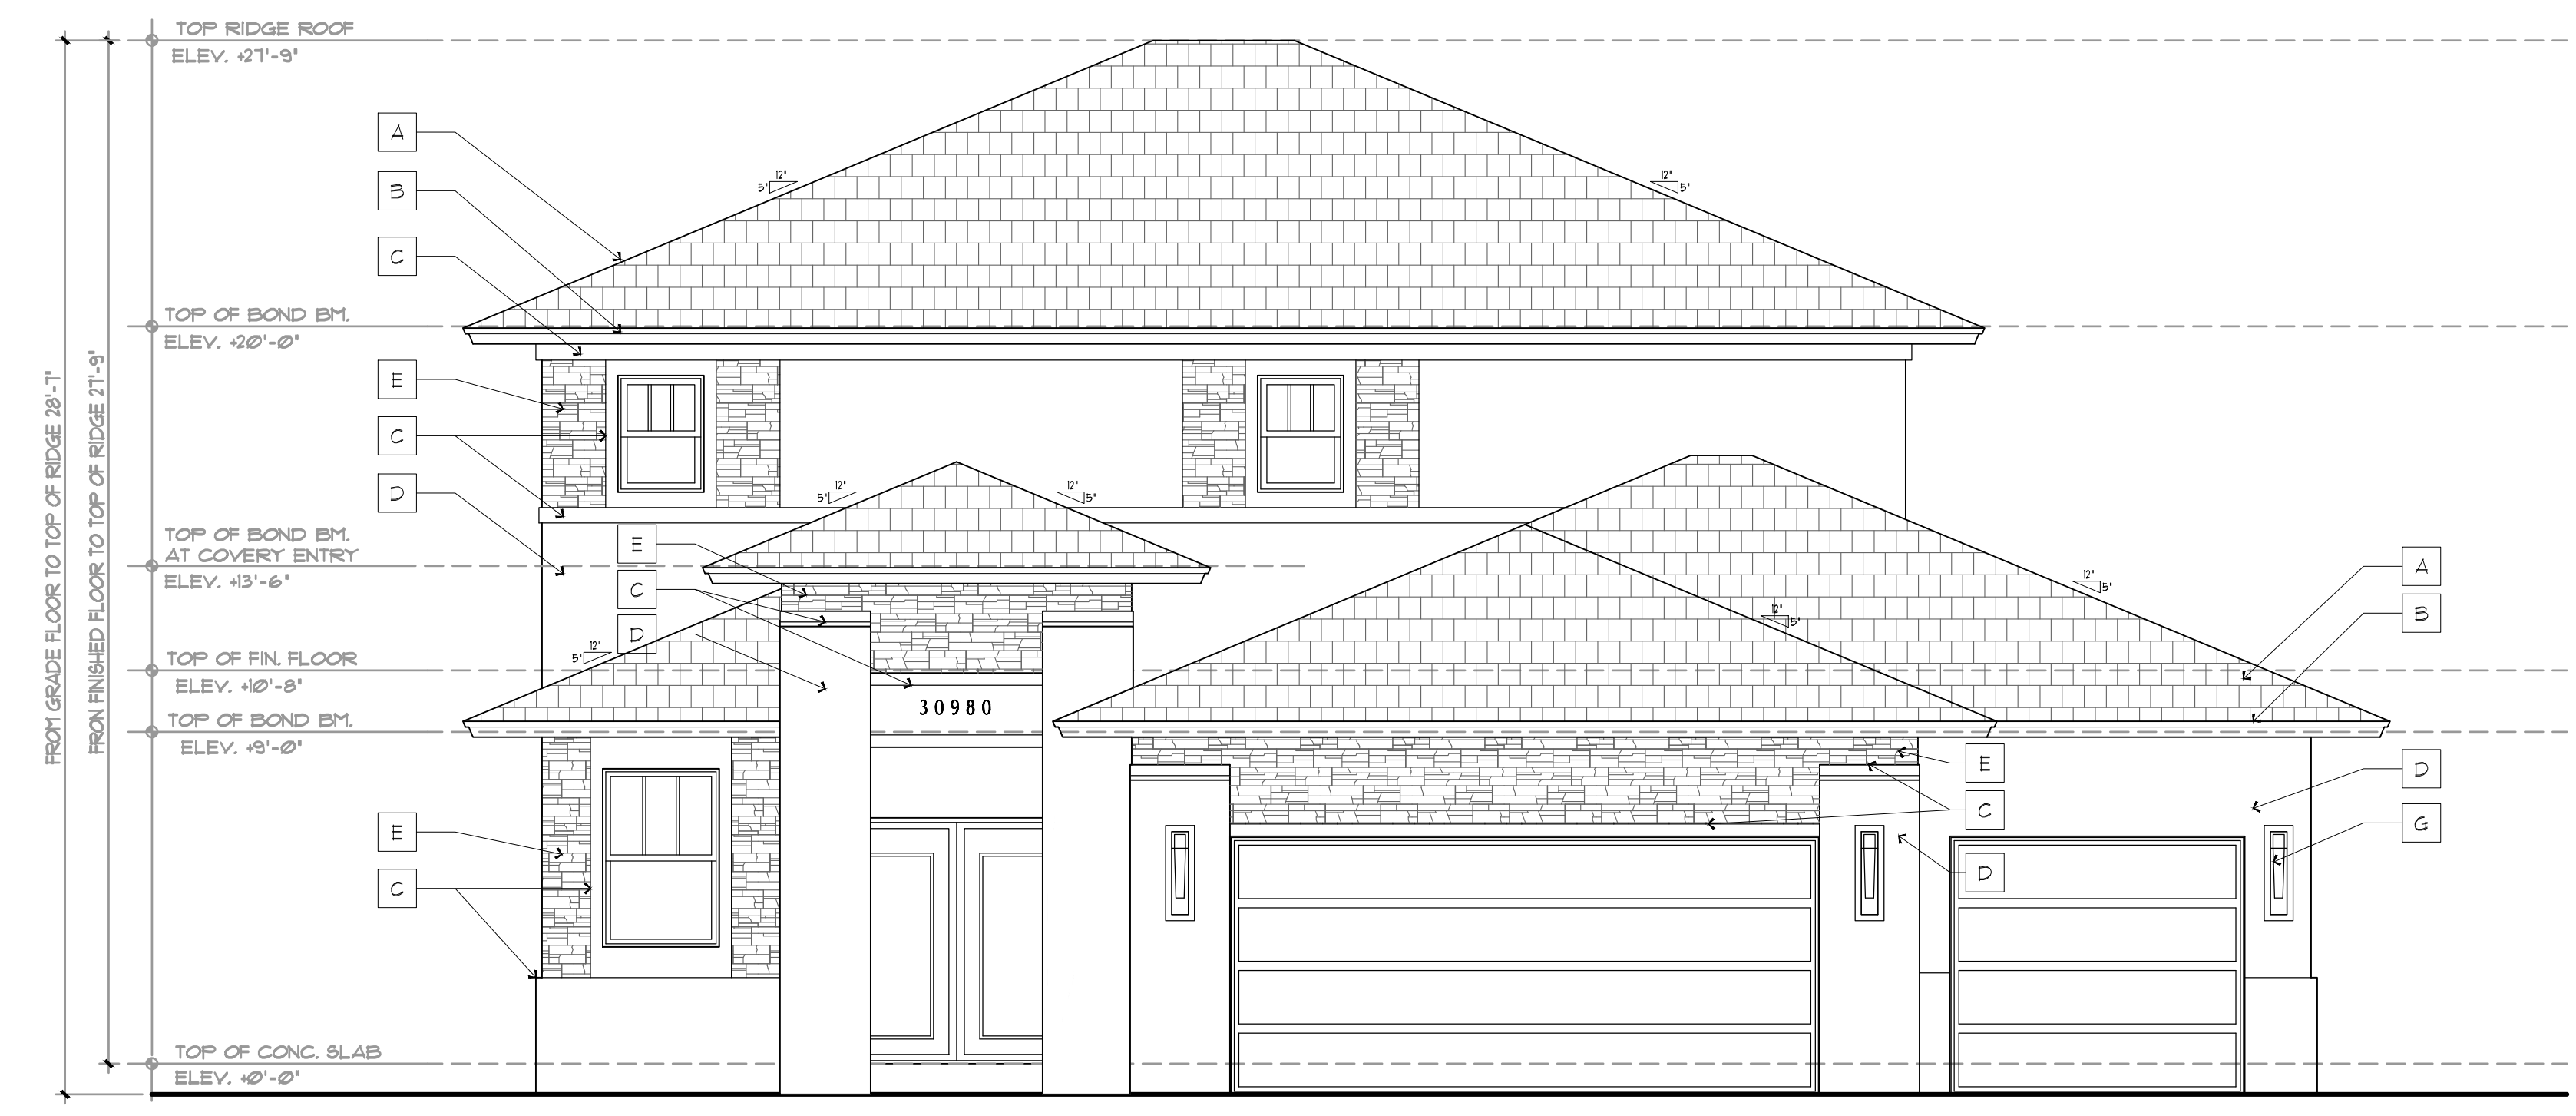 TOP RIDGE ROOF
ELEV. +27'-9"
A
B
12"
5"
12"
5"
C
TOP OF BOND BM.
ELEV. +20'-0"
E
C
D
12"
5"
12"
5"
TOP OF BOND BM.
AT COVERY ENTRY
ELEV. +13'-6"
E
C
D
12"
5"
12"
5"
12"
5"
A
B
TOP OF FIN. FLOOR
ELEV. +10'-8"
30980
TOP OF BOND BM.
ELEV. +9'-0"
E
C
D
D
G
E
C
TOP OF CONC. SLAB
ELEV. +0'-0"
FROM GRADE FLOOR TO TOP OF RIDGE 28'-7"
FRON FINISHED FLOOR TO TOP OF RIDGE 27'-9"